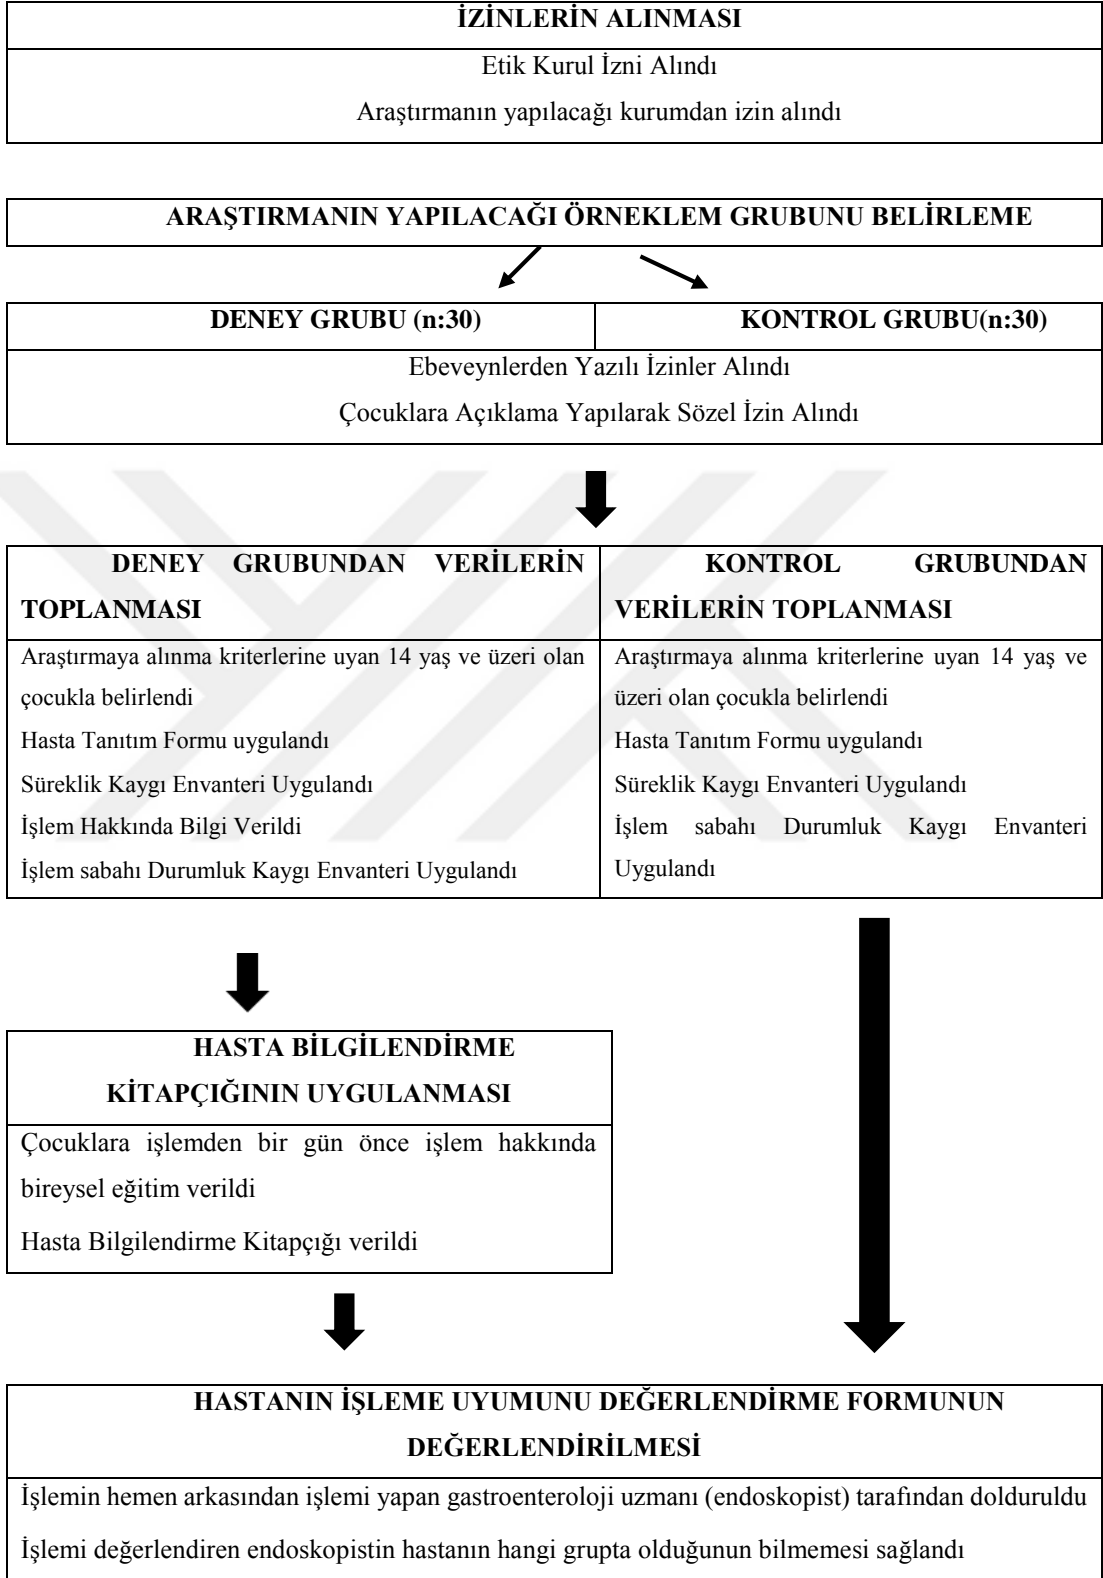 İZİNLERİN ALINMASI
Etik Kurul İzni Alındı
Araştırmanın yapılacağı kurumdan izin alındı
ARAŞTIRMANIN YAPILACAĞI ÖRNEKLEM GRUBUNU BELİRLEME
DENEY GRUBU (n:30)
KONTROL GRUBU(n:30)
Ebeveynlerden Yazılı İzinler Alındı
Çocuklara Açıklama Yapılarak Sözel İzin Alındı
DENEY GRUBUNDAN VERİLERİN
TOPLANMASI
Araştırmaya alınma kriterlerine uyan 14 yaş ve üzeri olan
çocukla belirlendi
Hasta Tanıtım Formu uygulandı
Süreklik Kaygı Envanteri Uygulandı
İşlem Hakkında Bilgi Verildi
İşlem sabahı Durumluk Kaygı Envanteri Uygulandı
KONTROL GRUBUNDAN
VERİLERİN TOPLANMASI
Araştırmaya alınma kriterlerine uyan 14 yaş ve
üzeri olan çocukla belirlendi
Hasta Tanıtım Formu uygulandı
Süreklik Kaygı Envanteri Uygulandı
İşlem sabahı Durumluk Kaygı Envanteri
Uygulandı
HASTA BİLGİLENDİRME
KİTAPÇIĞININ UYGULANMASI
Çocuklara işlemden bir gün önce işlem hakkında
bireysel eğitim verildi
Hasta Bilgilendirme Kitapçığı verildi
HASTANIN İŞLEME UYUMUNU DEĞERLENDİRME FORMUNUN
DEĞERLENDİRİLMESİ
İşlemin hemen arkasından işlemi yapan gastroenteroloji uzmanı (endoskopist) tarafından dolduruldu
İşlemi değerlendiren endoskopistin hastanın hangi grupta olduğunun bilmemesi sağlandı